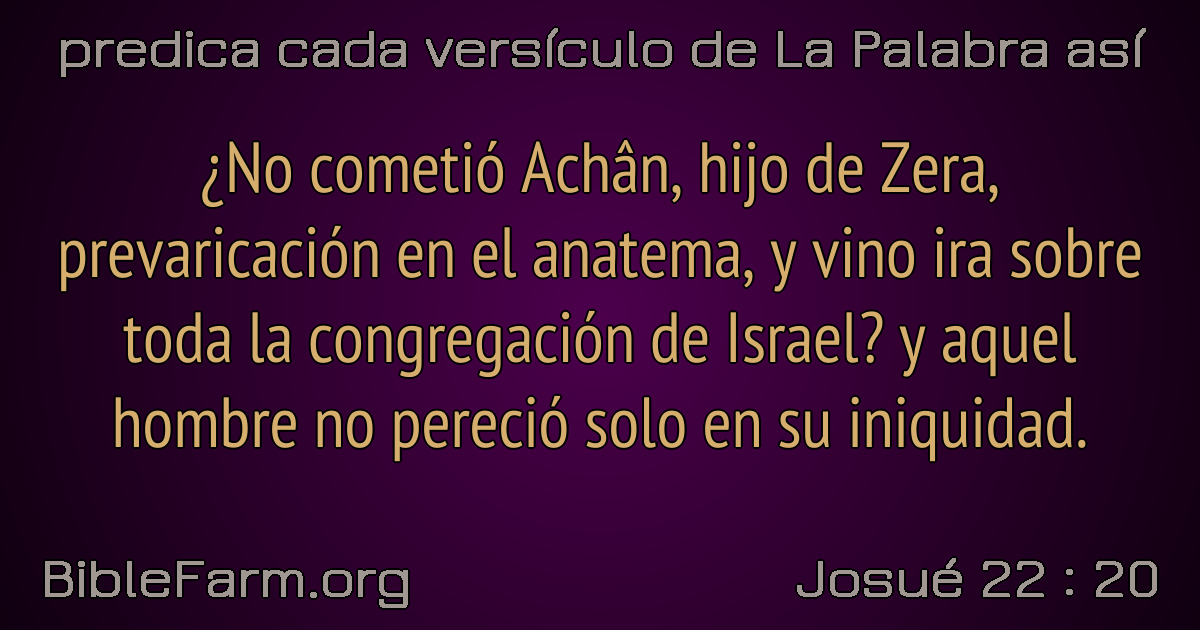 predica cada versículo de La Palabra así
¿No cometió Achân, hijo de Zera,
prevaricación en el anatema, y vino ira sobre
toda la congregación de Israel? y aquel
hombre no pereció solo en su iniquidad.
BibleFarm.org
Josué 22 : 20